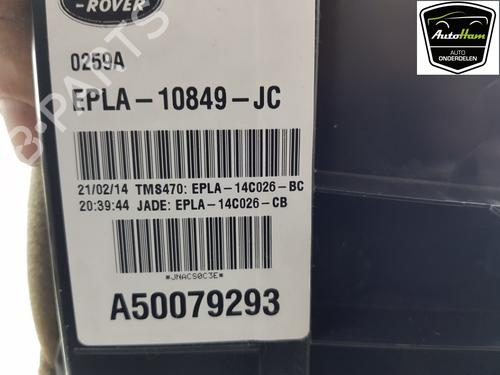 ROVER
0259A
EPLA-10849-JC
21/02/14 TMS470: EPLA-14C026-BC
20:39:44 JADE: EPLA-14C026-CB
*JNACS0C3E*
A50079293
AutoHam
AUTO
ONDERDELEN
B-PARTS